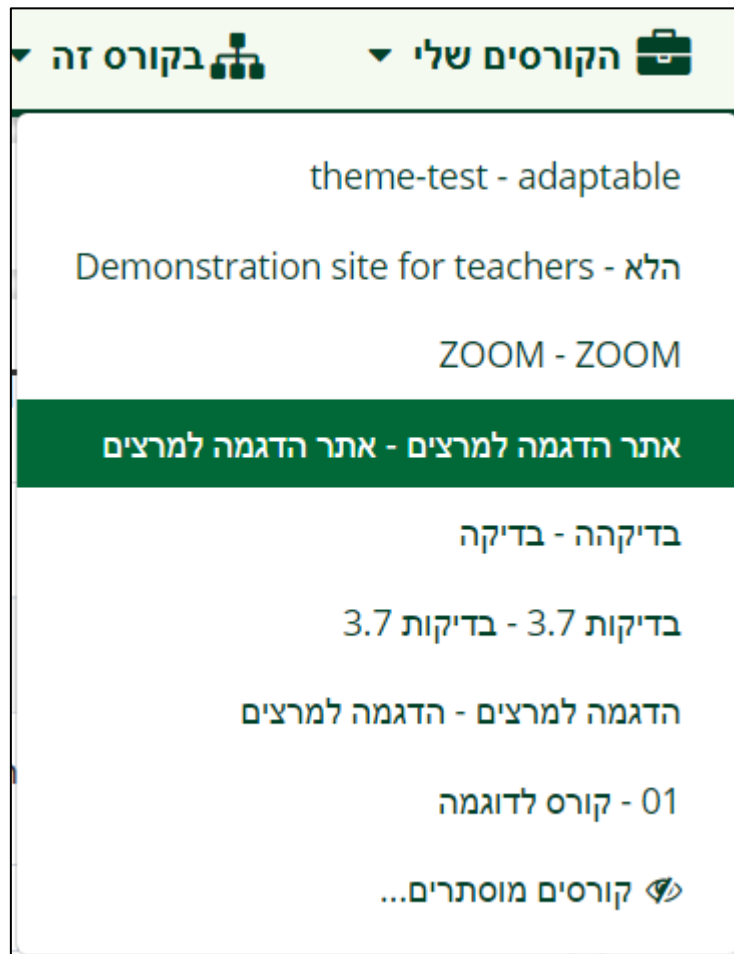 הקורסים שלי בקורס זה
theme-test - adaptable
הלא - Demonstration site for teachers
ZOOM - ZOOM
אתר הדגמה למרצים - אתר הדגמה למרצים
בדיקהה - בדיקה
בדיקות 3.7 - בדיקות 3.7
הדגמה למרצים - הדגמה למרצים
01 - קורס לדוגמה
קורסים מוסתרים...